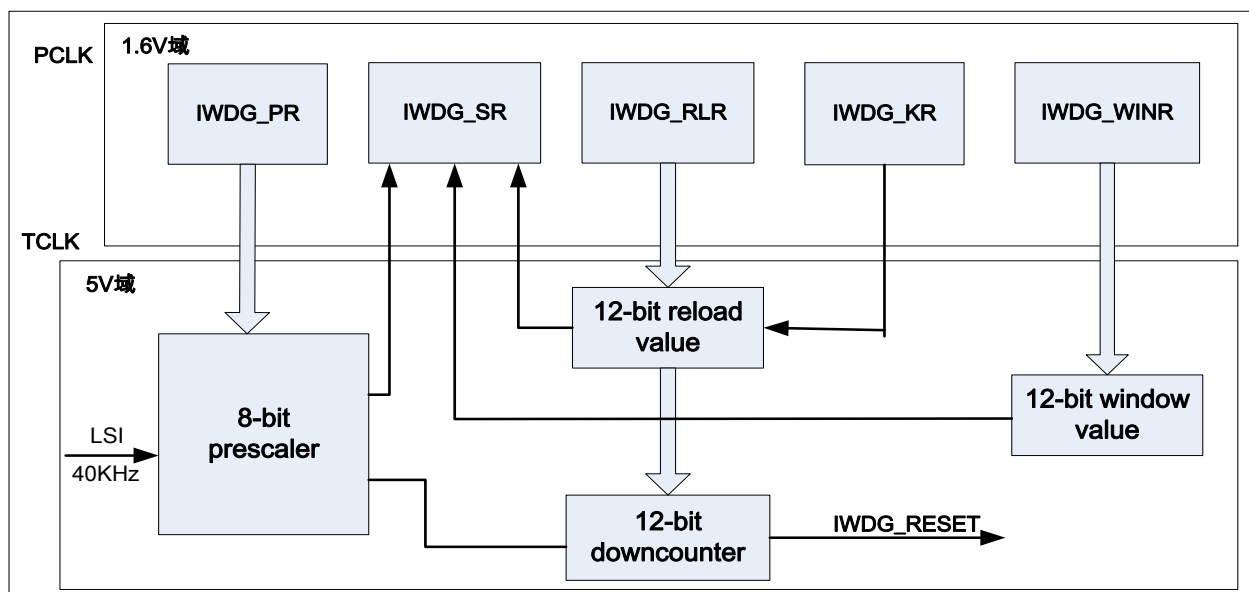 PCLK
1.6V域
IWDG_PR
IWDG_SR
IWDG_RLR
IWDG_KR
IWDG_WINR
TCLK
5V域
12-bit reload
value
8-bit
prescaler
12-bit window
value
LSI
40KHz
12-bit
downcounter
IWDG_RESET